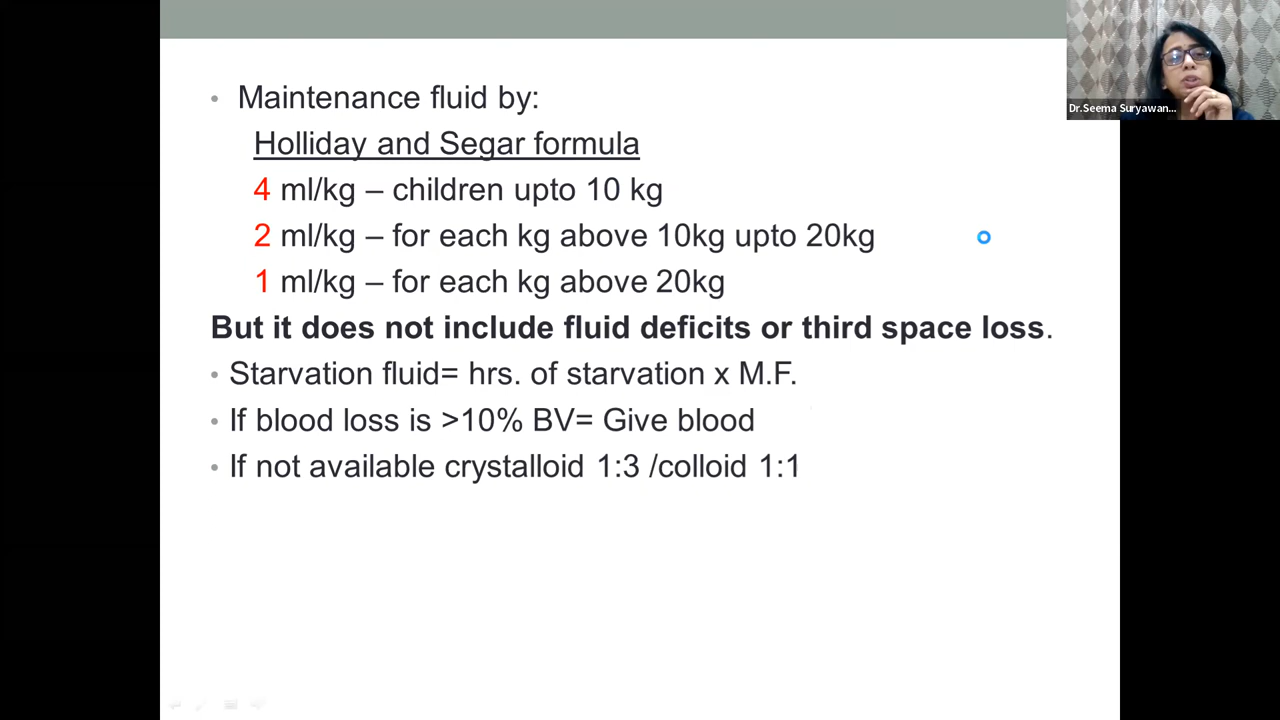 • Maintenance fluid by:
Holliday and Segar formula
4 ml/kg – children upto 10 kg
2 ml/kg – for each kg above 10kg upto 20kg
1 ml/kg – for each kg above 20kg
But it does not include fluid deficits or third space loss.
• Starvation fluid= hrs. of starvation x M.F.
• If blood loss is >10% BV= Give blood
• If not available crystalloid 1:3 /colloid 1:1
Dr.Seema Suryawan...